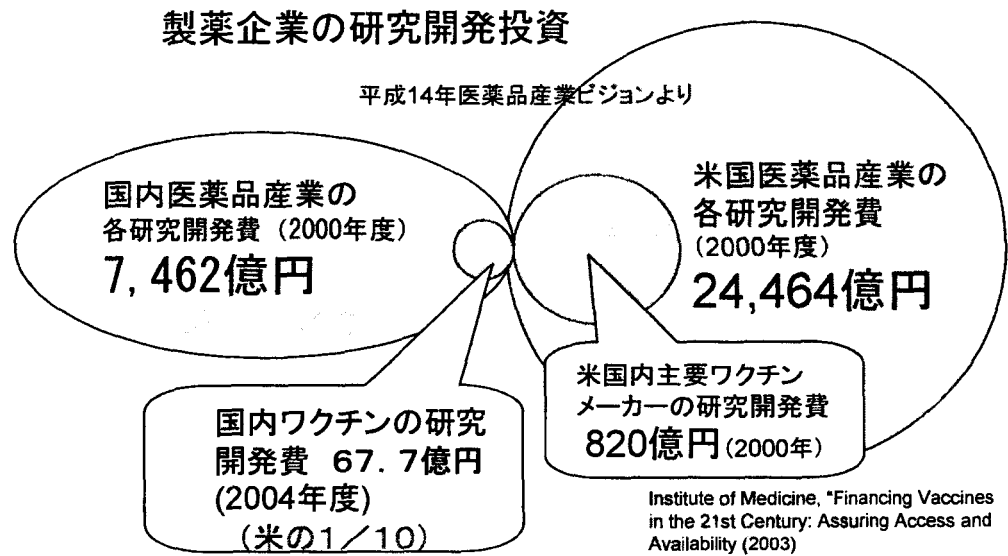 製薬企業の研究開発投資
平成14年医薬品産業ビジョンより
国内医薬品産業の
各研究開発費（2000年度）
7,462億円
米国医薬品産業の
各研究開発費
（2000年度）
24,464億円
国内ワクチンの研究
開発費 67.7億円
(2004年度)
（米の1／10）
米国内主要ワクチン
メーカーの研究開発費
820億円(2000年)
Institute of Medicine, "Financing Vaccines
in the 21st Century: Assuring Access and
Availability (2003)